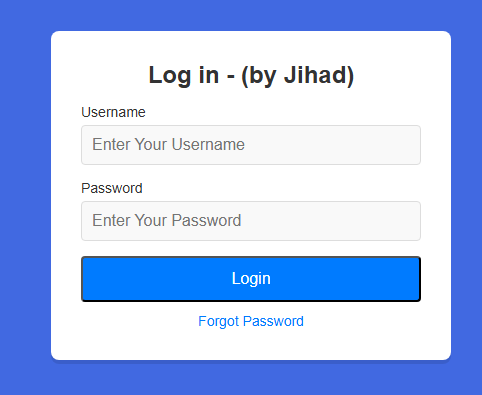 Log in - (by Jihad)
Username
Enter Your Username
Password
Enter Your Password
Login
Forgot Password